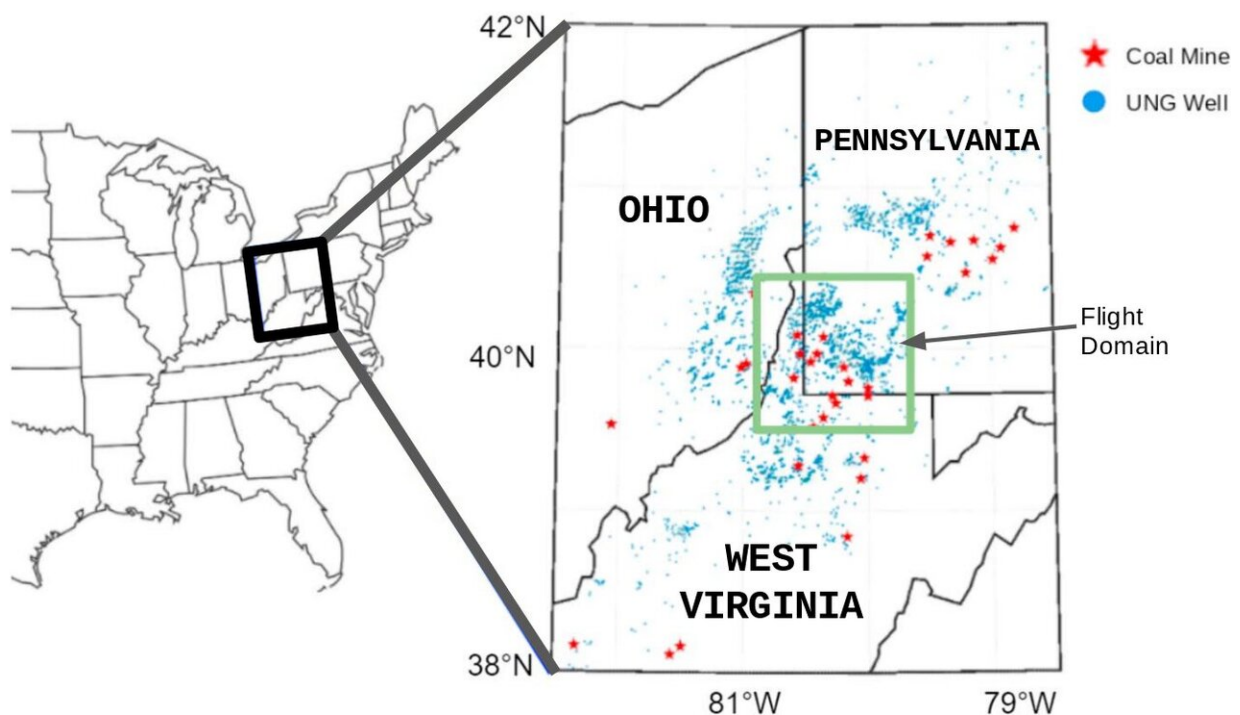 42°N
Coal Mine
UNG Well
PENNSYLVANIA
OHIO
Flight
Domain
40°N
WEST
VIRGINIA
38°N
81°W
79°W